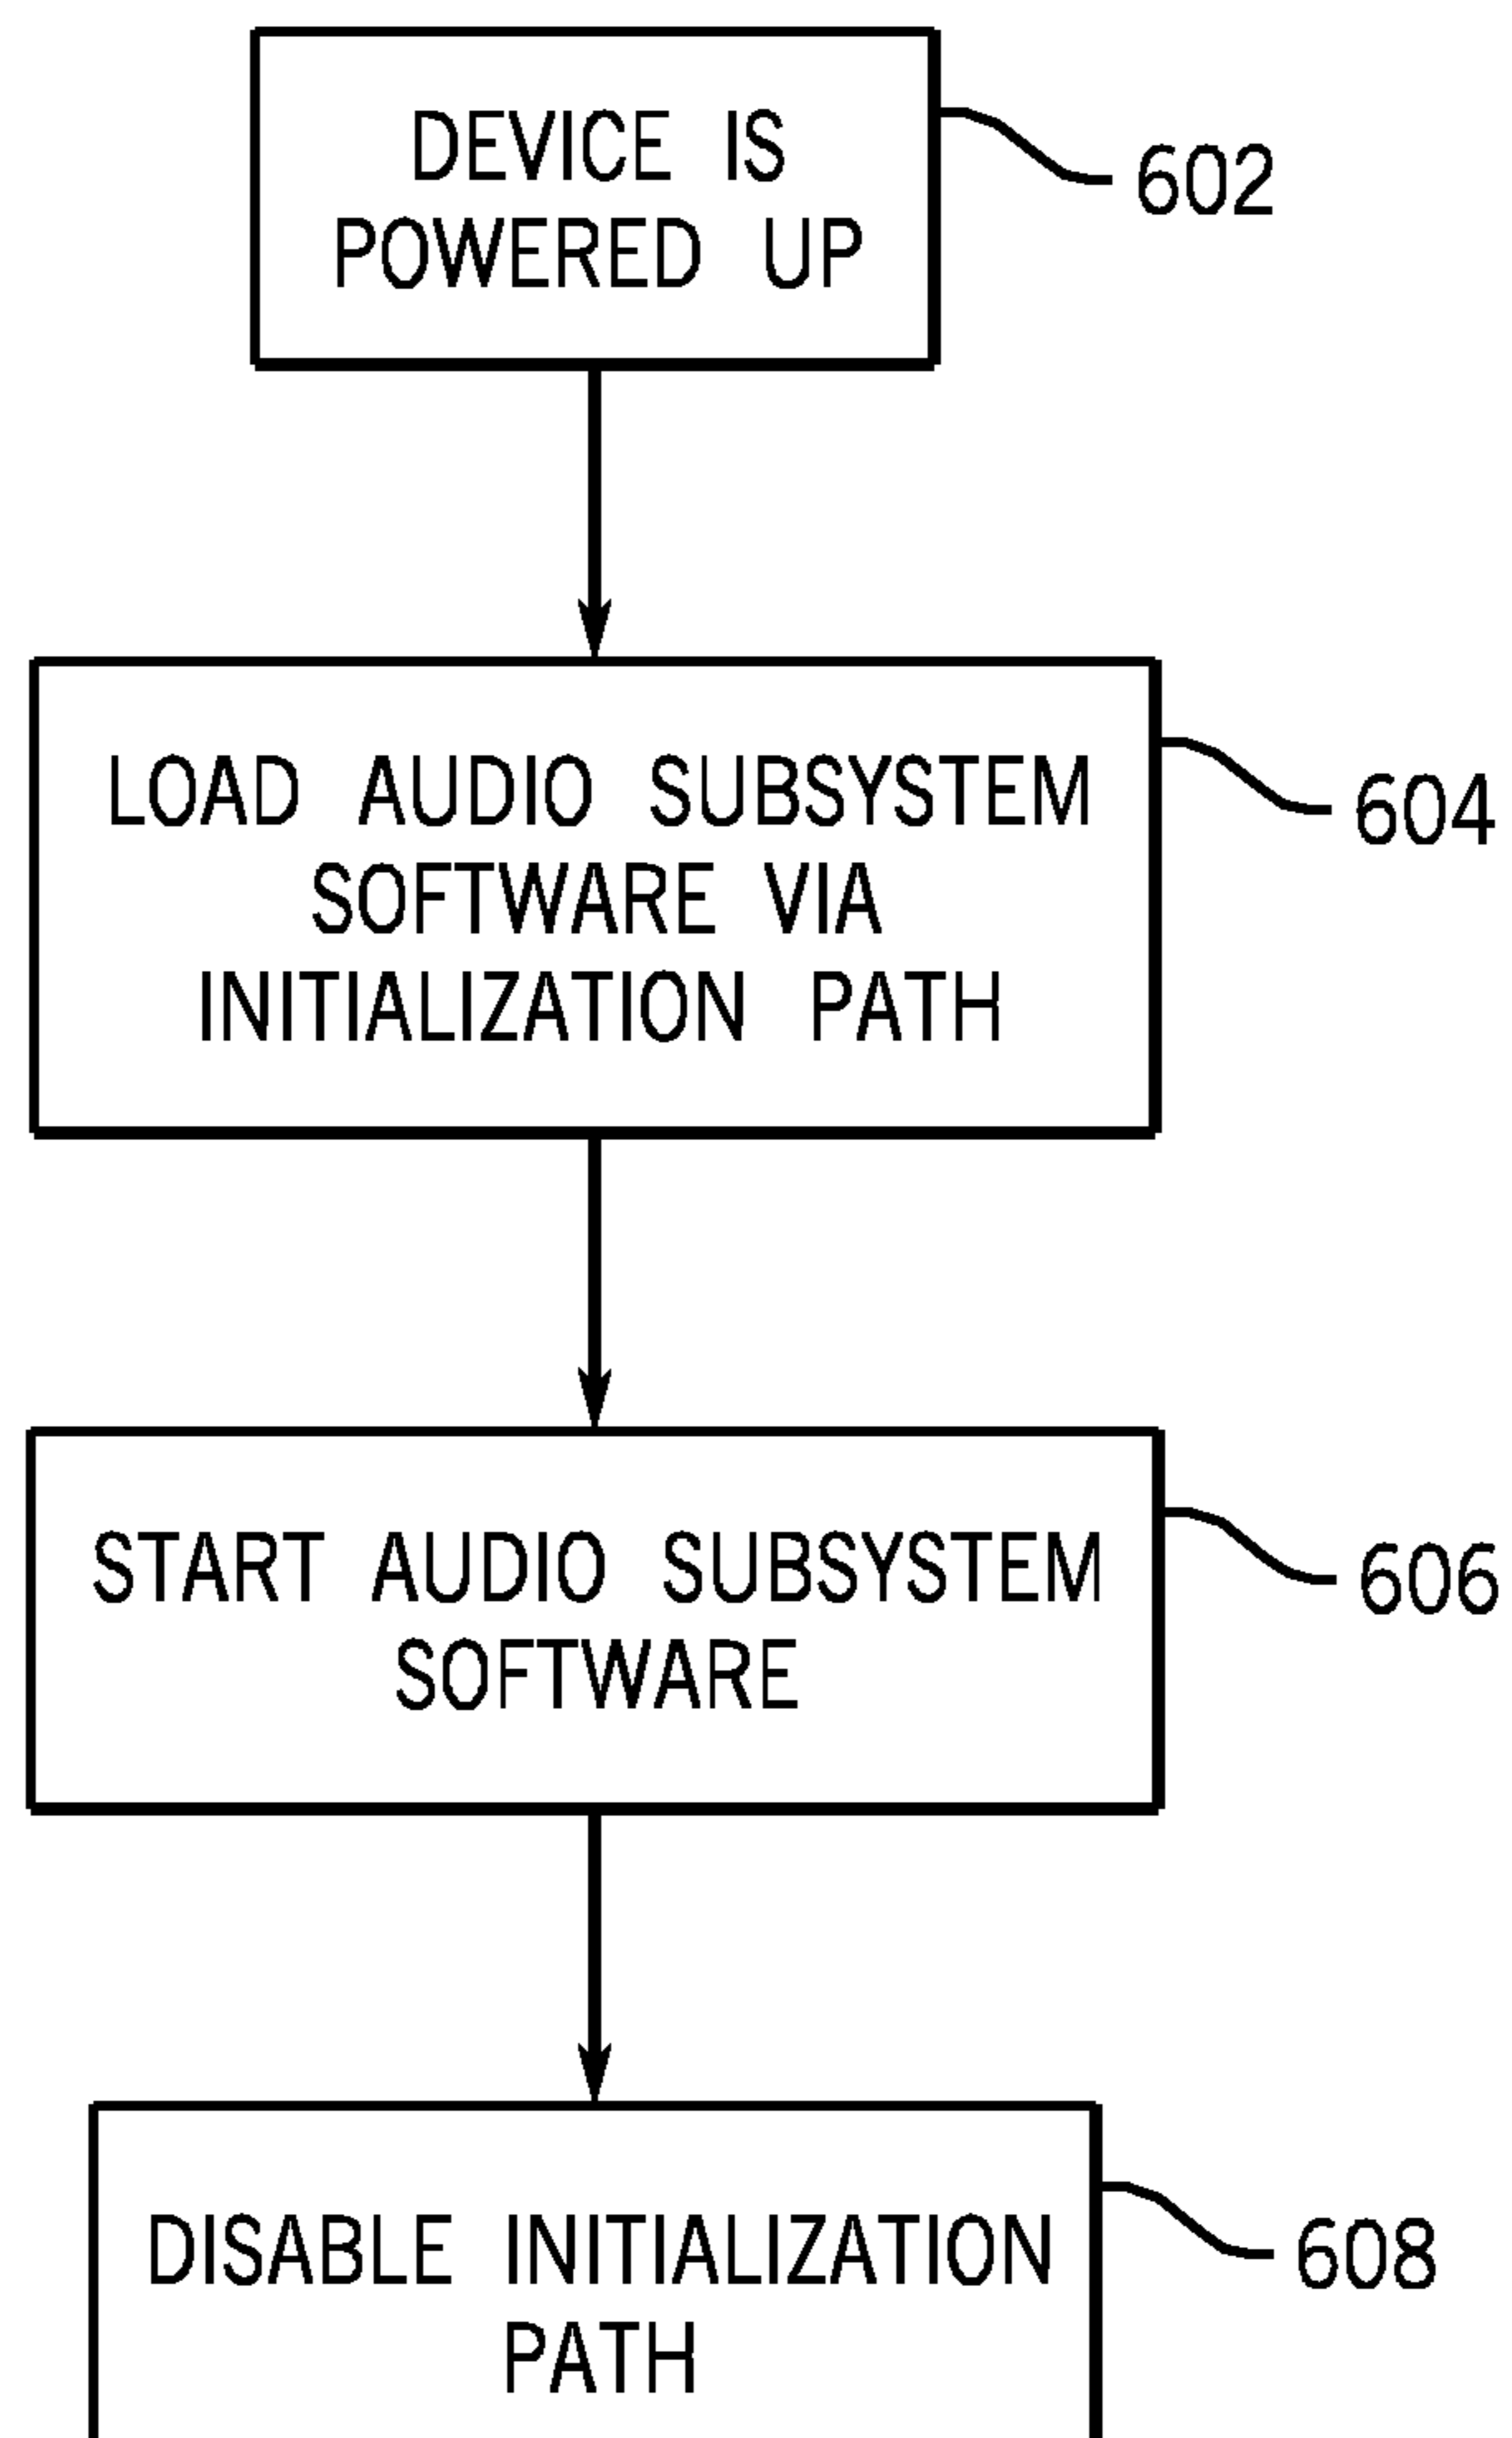 DEVICE IS
POWERED UP
602
LOAD AUDIO SUBSYSTEM
SOFTWARE VIA
INITIALIZATION PATH
604
START AUDIO SUBSYSTEM
SOFTWARE
606
DISABLE INITIALIZATION
PATH
608